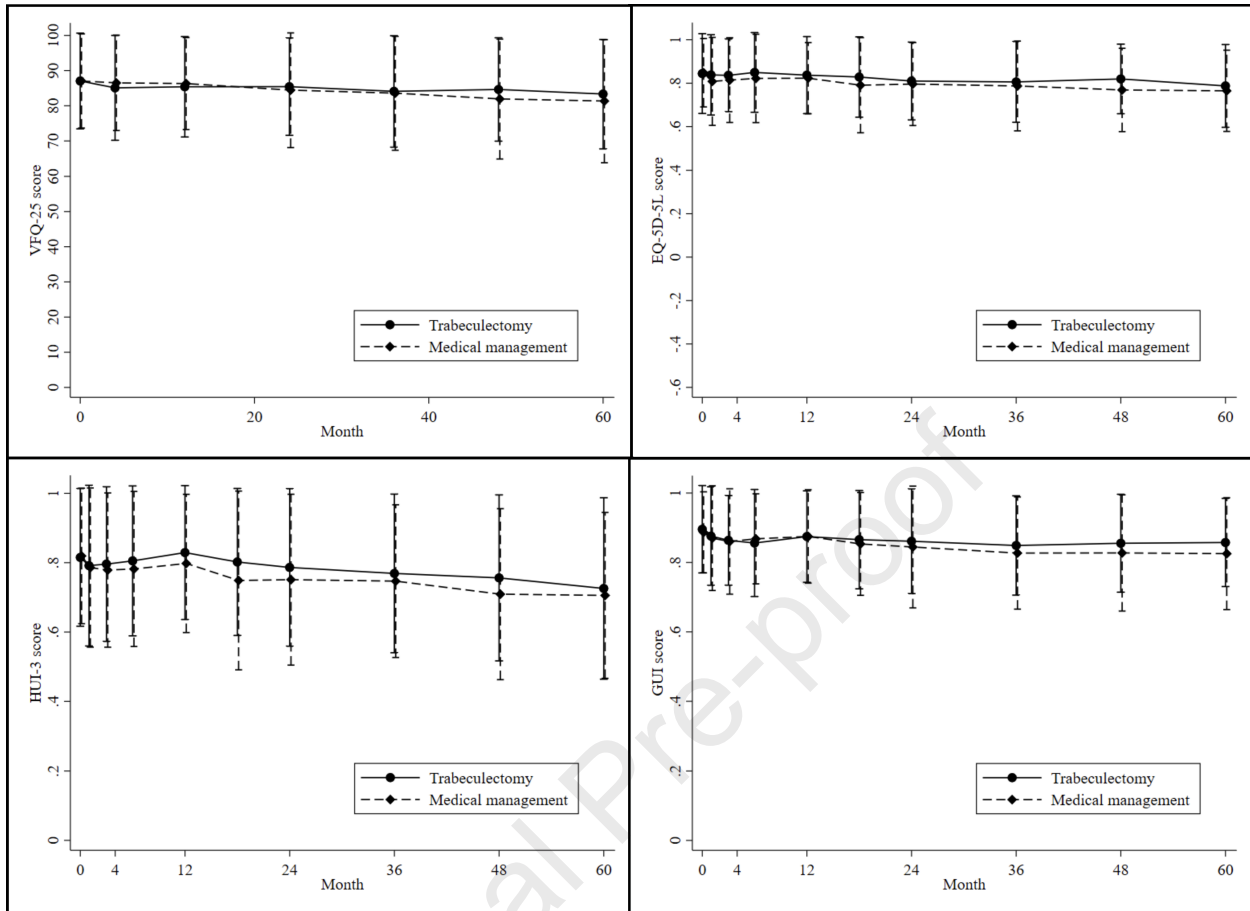 VFQ-25 score
0 10 20 30 40 50 60 70 80 90 100
Trabeculectomy
Medical management
0 20 40 60
Month
EQ-5D-5L score
-.6 -.4 -.2 0 .2 .4 .6 .8 1
Trabeculectomy
Medical management
0 4 12 24 36 48 60
Month
HUI-3 score
0 .2 .4 .6 .8 1
Trabeculectomy
Medical management
0 4 12 24 36 48 60
Month
GUI score
0 .2 .4 .6 .8 1
Trabeculectomy
Medical management
0 4 12 24 36 48 60
Month
al Pre-proof